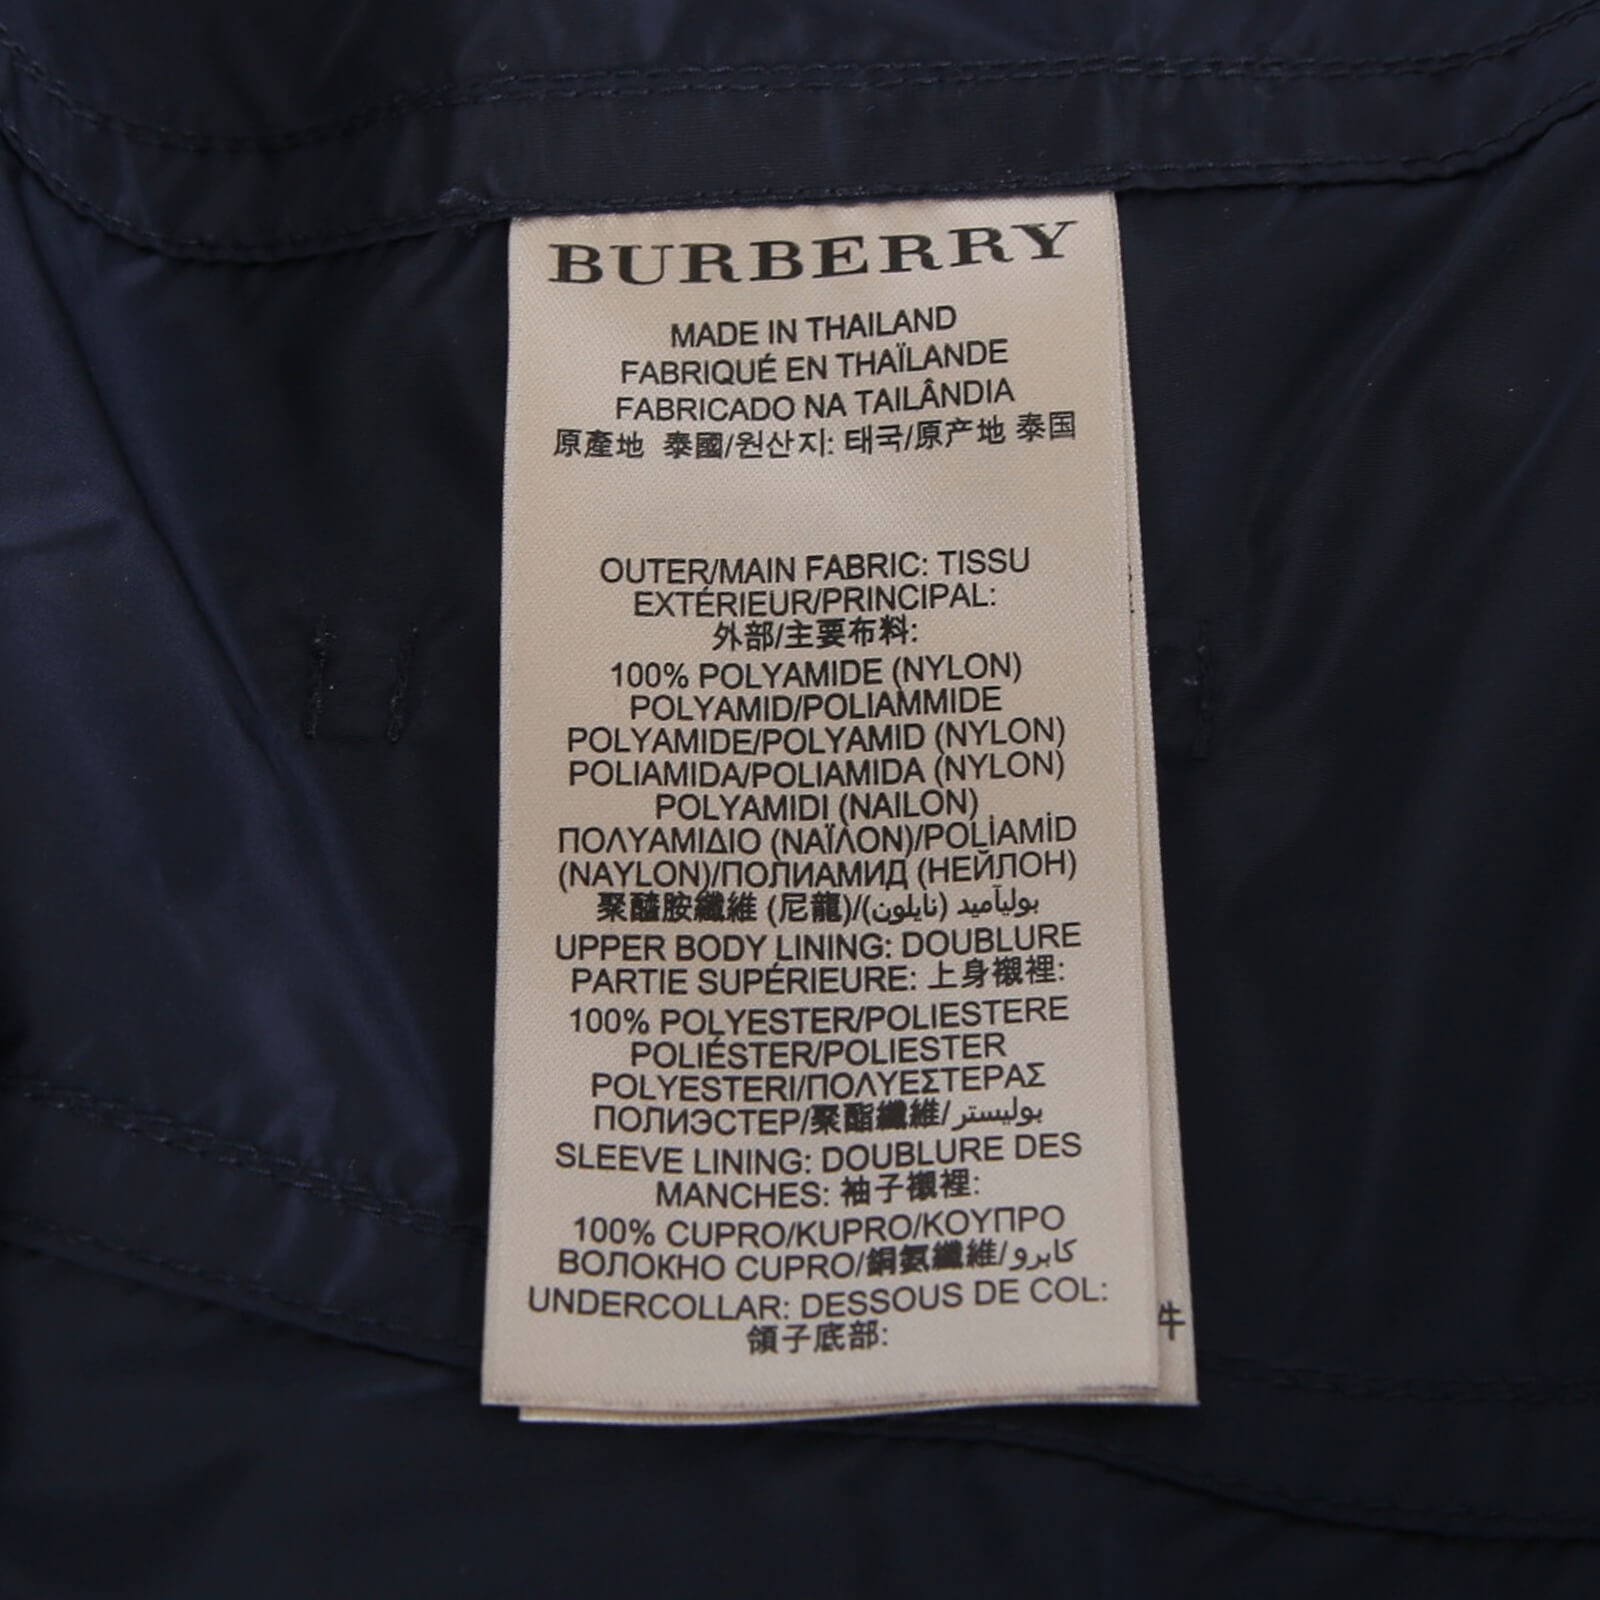 BURBERRY
MADE IN THAILAND
FABRIQUÉ EN THAÏLANDE
FABRICADO NA TAILÂNDIA
原產地 泰國/원산지: 태국/原产地 泰国
OUTER/MAIN FABRIC: TISSU
EXTÉRIEUR/PRINCIPAL:
外部/主要布料:
100% POLYAMIDE (NYLON)
POLYAMID/POLIAMMIDE
POLYAMIDE/POLYAMID (NYLON)
POLIAMIDA/POLIAMIDA (NYLON)
POLYAMIDI (NAILON)
ΠΟΛΥΑΜΙΔΙΟ (ΝΑΪΛΟΝ)/POLİAMİD
(NAYLON)/ПОЛИАМИД (НЕЙЛОН)
聚醯胺纖維 (尼龍)/بولياميد (نايلون)
UPPER BODY LINING: DOUBLURE
PARTIE SUPÉRIEURE: 上身襯裡:
100% POLYESTER/POLIESTERE
POLIÉSTER/POLIESTER
POLYESTERI/ΠΟΛΥΕΣΤΕΡΑΣ
ПОЛИЭСТЕР/聚酯纖維/بوليستر
SLEEVE LINING: DOUBLURE DES
MANCHES: 袖子襯裡:
100% CUPRO/KUPRO/ΚΟΥΠΡΟ
ВОЛОКНО CUPRO/銅氨纖維/كابرو
UNDERCOLLAR: DESSOUS DE COL:
領子底部:
件